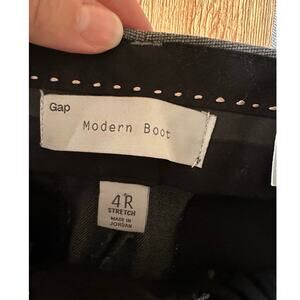 Gap
Modern Boot
4R
STRETCH
MADE IN
JORDAN